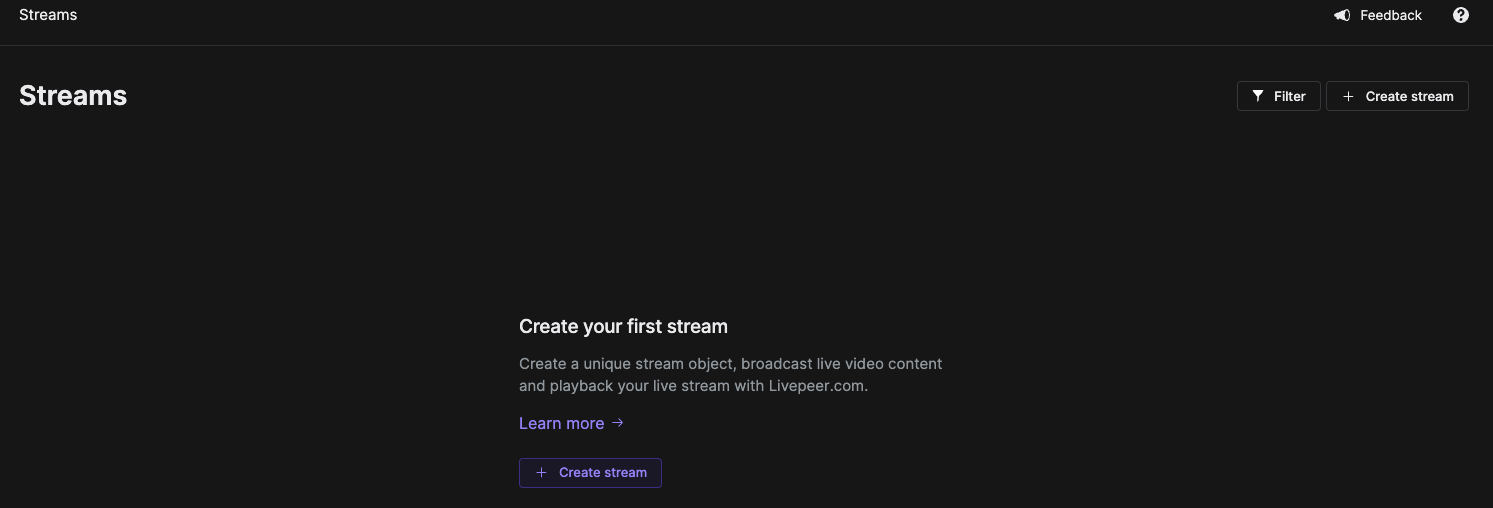 Streams
Feedback
Streams
Filter
Create stream
Create your first stream
Create a unique stream object, broadcast live video content
and playback your live stream with Livepeer.com.
Learn more →
+ Create stream